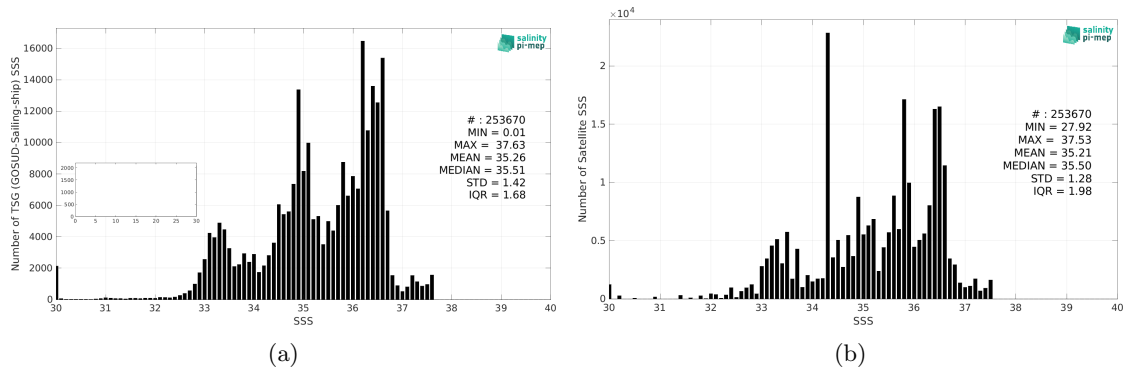 salinity
pi-mep
Number of TSG (GOSUD-Sailing-ship) SSS
16000
14000
12000
10000
8000
6000
4000
2000
0
# : 253670
MIN = 0.01
MAX = 37.63
MEAN = 35.26
MEDIAN = 35.51
STD = 1.42
IQR = 1.68
2000
1500
1000
500
0
0 5 10 15 20 25 30
30 31 32 33 34 35 36 37 38 39 40
SSS
(a)
×10⁴
salinity
pi-mep
Number of Satellite SSS
2
1.5
1
0.5
0
# : 253670
MIN = 27.92
MAX = 37.53
MEAN = 35.21
MEDIAN = 35.50
STD = 1.28
IQR = 1.98
30 31 32 33 34 35 36 37 38 39 40
SSS
(b)